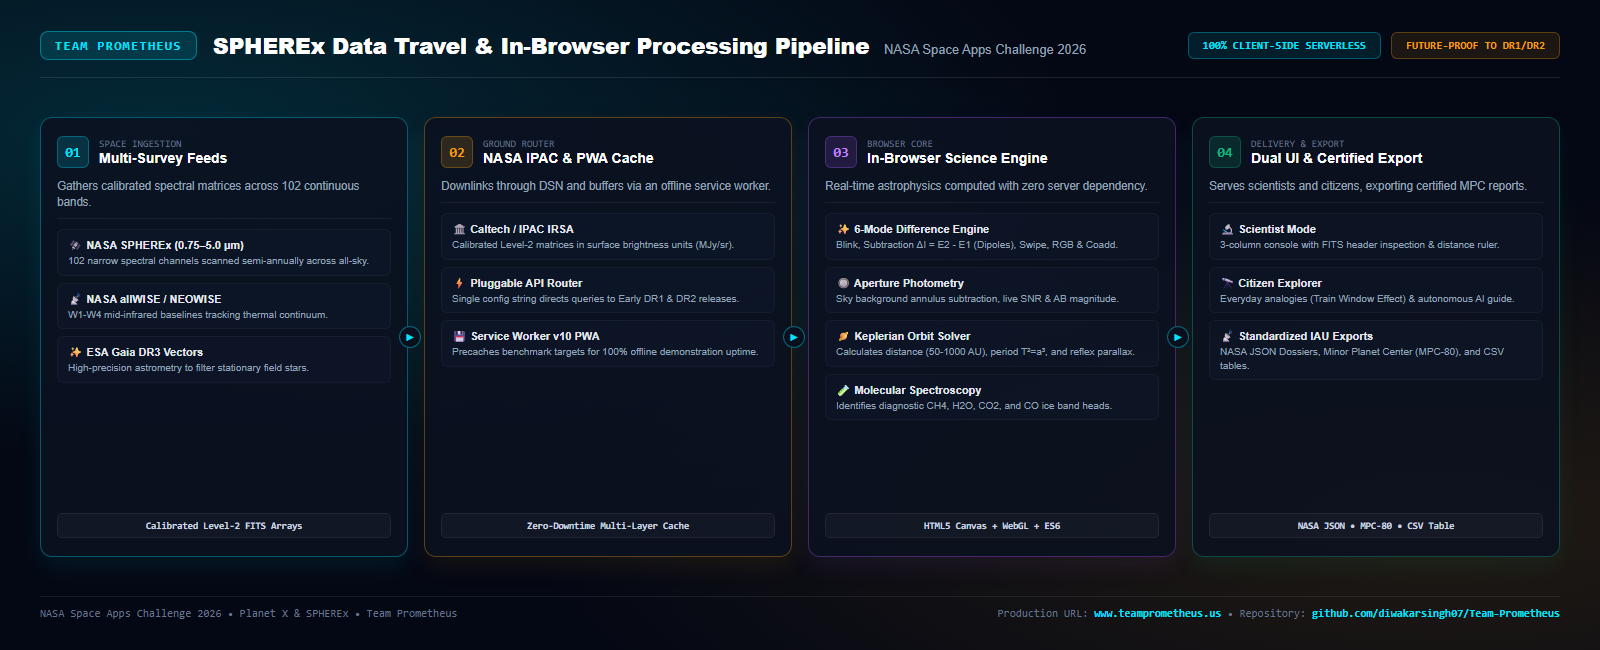 TEAM PROMETHEUS
SPHEREx Data Travel & In-Browser Processing Pipeline
NASA Space Apps Challenge 2026
100% CLIENT-SIDE SERVERLESS
FUTURE-PROOF TO DR1/DR2
01
SPACE INGESTION
Multi-Survey Feeds
Gathers calibrated spectral matrices across 102 continuous
bands.
NASA SPHEREx (0.75–5.0 µm)
102 narrow spectral channels scanned semi-annually across all-sky.
NASA allWISE / NEOWISE
W1-W4 mid-infrared baselines tracking thermal continuum.
ESA Gaia DR3 Vectors
High-precision astrometry to filter stationary field stars.
Calibrated Level-2 FITS Arrays
02
GROUND ROUTER
NASA IPAC & PWA Cache
Downlinks through DSN and buffers via an offline service worker.
Caltech / IPAC IRSA
Calibrated Level-2 matrices in surface brightness units (MJy/sr).
Pluggable API Router
Single config string directs queries to Early DR1 & DR2 releases.
Service Worker v10 PWA
Precaches benchmark targets for 100% offline demonstration uptime.
Zero-Downtime Multi-Layer Cache
03
BROWSER CORE
In-Browser Science Engine
Real-time astrophysics computed with zero server dependency.
6-Mode Difference Engine
Blink, Subtraction ΔI = E2 - E1 (Dipoles), Swipe, RGB & Coadd.
Aperture Photometry
Sky background annulus subtraction, live SNR & AB magnitude.
Keplerian Orbit Solver
Calculates distance (50-1000 AU), period T²=a³, and reflex parallax.
Molecular Spectroscopy
Identifies diagnostic CH4, H2O, CO2, and CO ice band heads.
HTML5 Canvas + WebGL + ES6
04
DELIVERY & EXPORT
Dual UI & Certified Export
Serves scientists and citizens, exporting certified MPC reports.
Scientist Mode
3-column console with FITS header inspection & distance ruler.
Citizen Explorer
Everyday analogies (Train Window Effect) & autonomous AI guide.
Standardized IAU Exports
NASA JSON Dossiers, Minor Planet Center (MPC-80), and CSV
tables.
NASA JSON • MPC-80 • CSV Table
NASA Space Apps Challenge 2026 • Planet X & SPHEREx • Team Prometheus
Production URL: www.teamprometheus.us • Repository: github.com/diwakarsingh07/Team-Prometheus